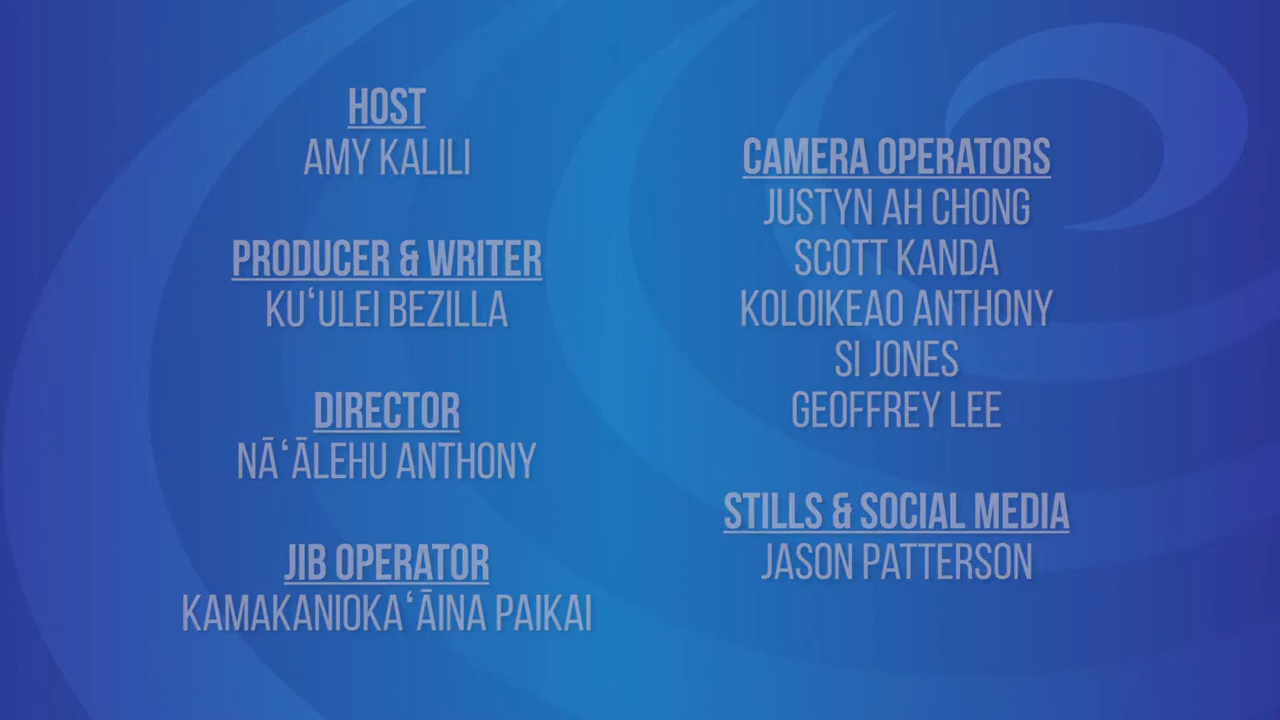 HOST
AMY KALILI
PRODUCER & WRITER
KUʻULEI BEZILLA
DIRECTOR
NĀʻĀLEHU ANTHONY
JIB OPERATOR
KAMAKANIOKAʻĀINA PAIKAI
CAMERA OPERATORS
JUSTYN AH CHONG
SCOTT KANDA
KOLOIKEAO ANTHONY
SI JONES
GEOFFREY LEE
STILLS & SOCIAL MEDIA
JASON PATTERSON